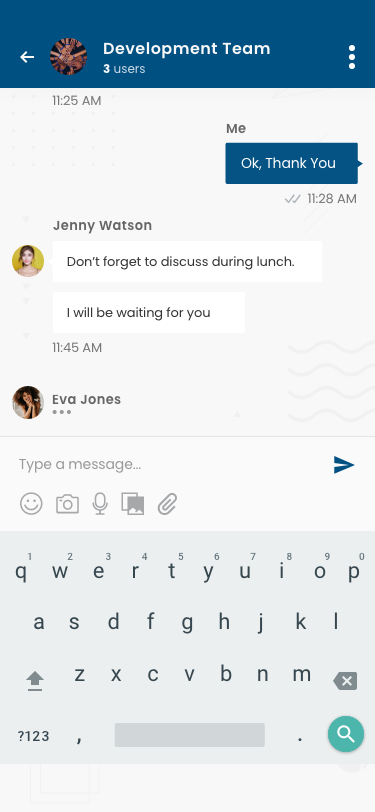 Development Team
3 users
11:25 AM
Me
Ok, Thank You
11:28 AM
Jenny Watson
Don’t forget to discuss during lunch.
I will be waiting for you
11:45 AM
Eva Jones
Type a message...
1 2 3 4 5 6 7 8 9 0
q w e r t y u i o p
a s d f g h j k l
z x c v b n m
?123 , .